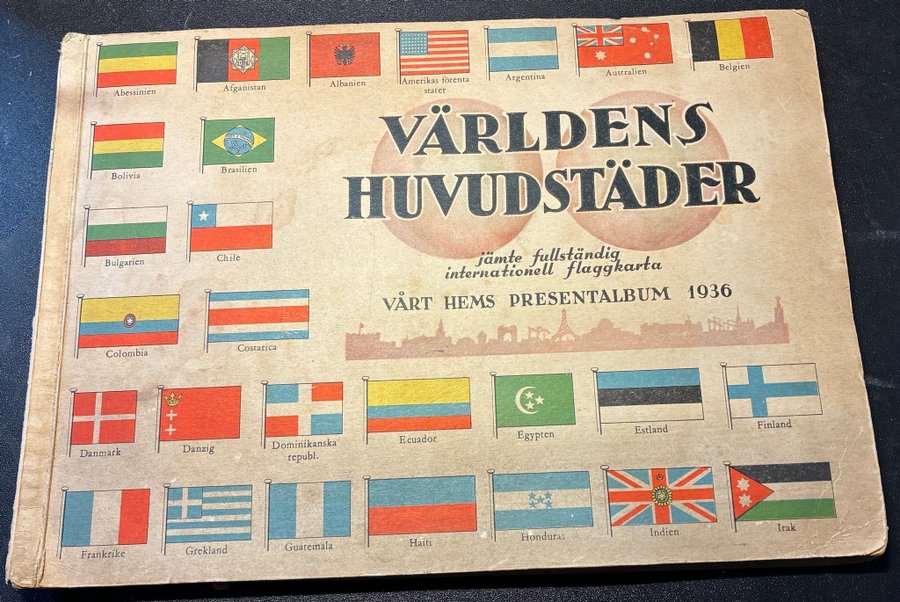 Abessinien
Afganistan
Albanien
Amerikas förenta
stater
Argentina
Australien
Belgien
VÄRLDENS
HUVUDSTÄDER
jämte fullständig
internationell flaggkarta
VÅRT HEMS PRESENTALBUM 1936
Bolivia
Brasilien
Bulgarien
Chile
Colombia
Costarica
Danmark
Danzig
Dominikanska
republ.
Ecuador
Egypten
Estland
Finland
Frankrike
Grekland
Guatemala
Haiti
Honduras
Indien
Irak